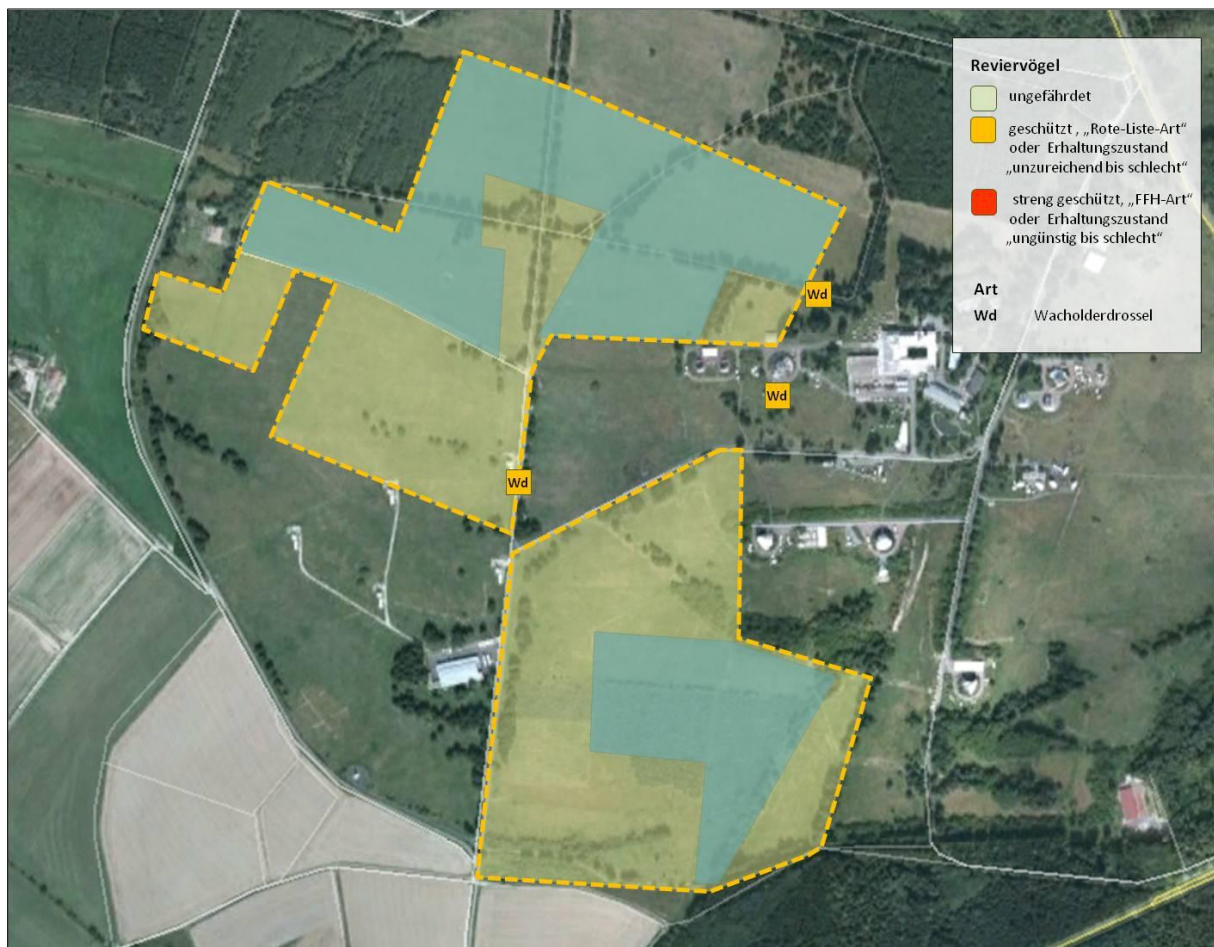 Reviervögel
ungefährdet
geschützt , „Rote-Liste-Art“
oder Erhaltungszustand
„unzureichend bis schlecht“
streng geschützt, „FFH-Art“
oder Erhaltungszustand
„ungünstig bis schlecht“
Art
Wd Wacholderdrossel
Wd
Wd
Wd